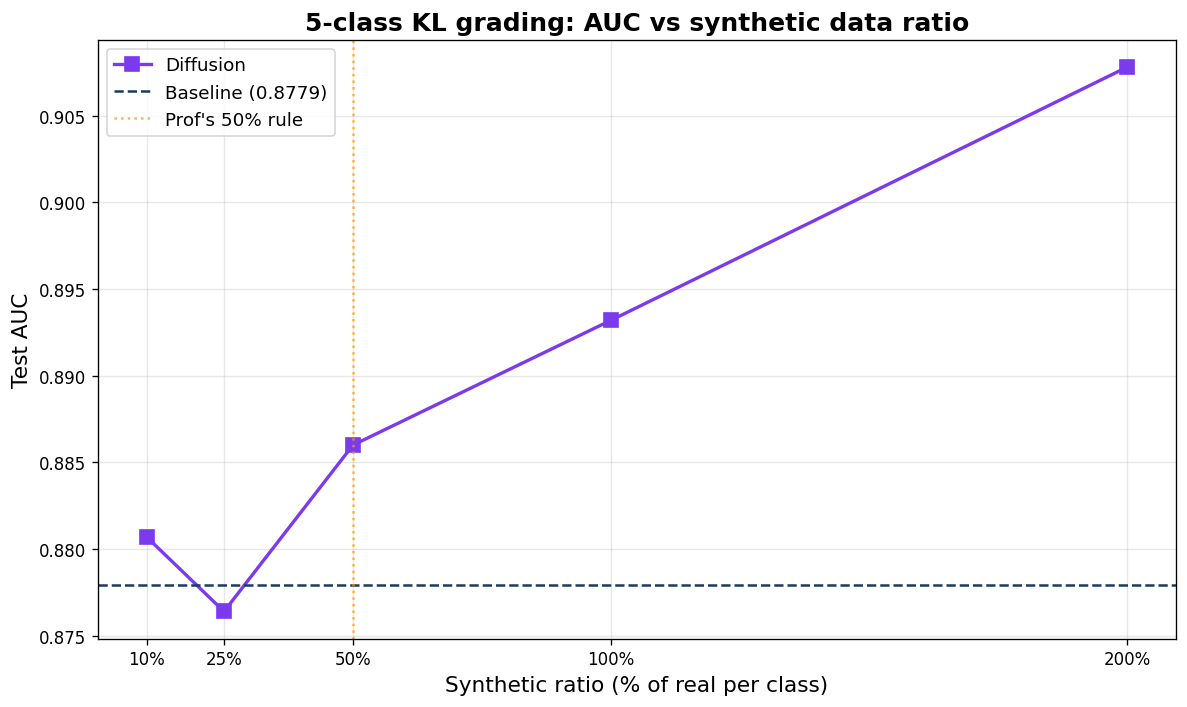 5-class KL grading: AUC vs synthetic data ratio
Diffusion
Baseline (0.8779)
Prof's 50% rule
Test AUC
0.905
0.900
0.895
0.890
0.885
0.880
0.875
10% 25% 50% 100% 200%
Synthetic ratio (% of real per class)